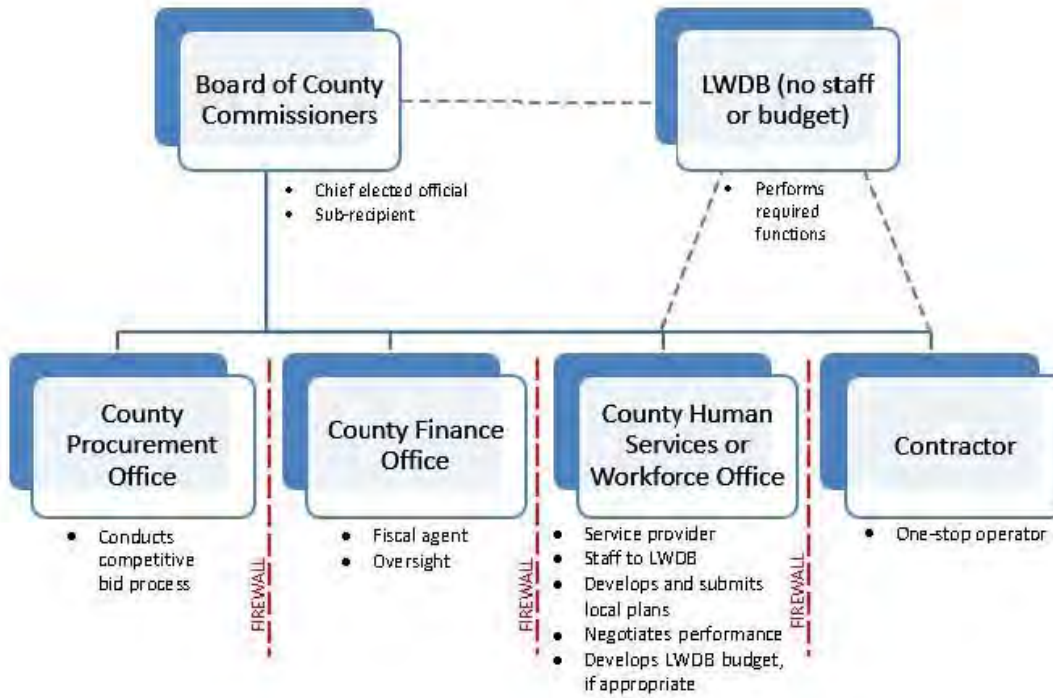 Board of County
Commissioners
LWDB (no staff
or budget)
• Chief elected official
• Sub-recipient
• Performs
required
functions
County
Procurement
Office
County Finance
Office
County Human
Services or
Workforce Office
Contractor
• Conducts
competitive
bid process
FIREWALL
• Fiscal agent
• Oversight
FIREWALL
• Service provider
• Staff to LWDB
• Develops and submits
local plans
• Negotiates performance
• Develops LWDB budget,
if appropriate
FIREWALL
• One-stop operator